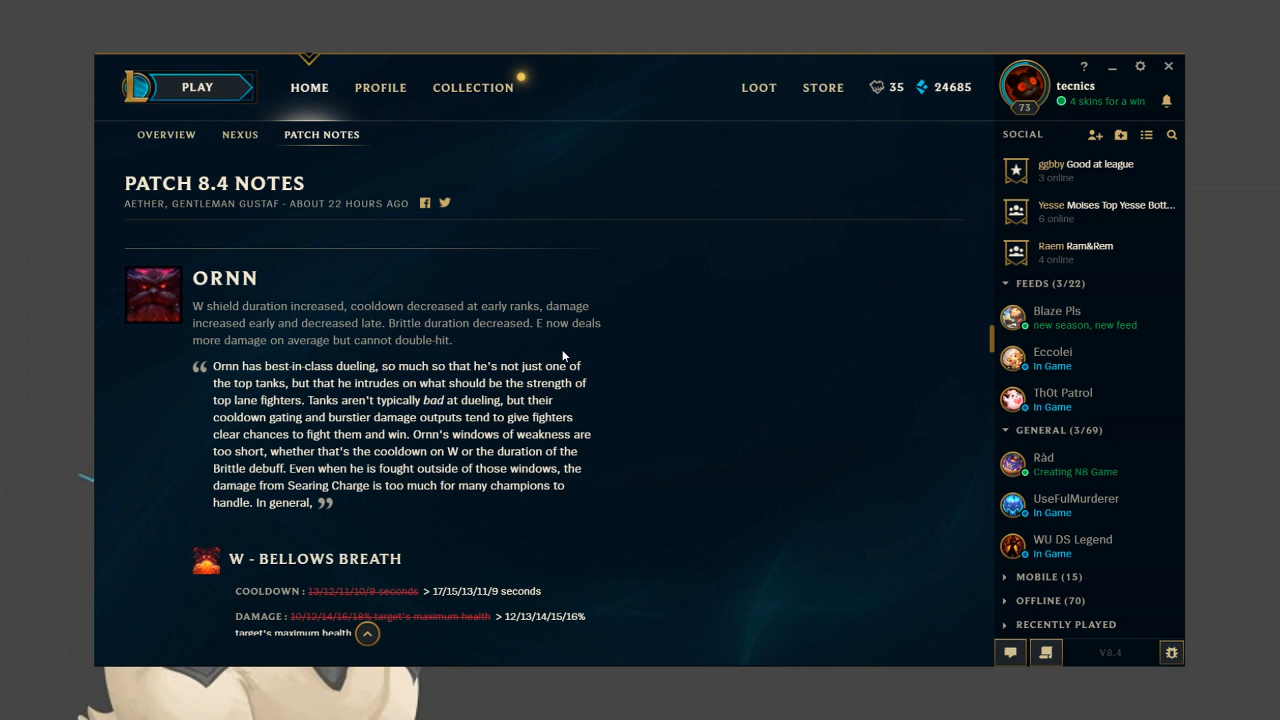 PLAY
HOME
PROFILE
COLLECTION
LOOT
STORE
35
24685
?
73
tecnics
4 skins for a win
OVERVIEW
NEXUS
PATCH NOTES
SOCIAL
PATCH 8.4 NOTES
AETHER, GENTLEMAN GUSTAF - ABOUT 22 HOURS AGO
ORNN
W shield duration increased, cooldown decreased at early ranks, damage
increased early and decreased late. Brittle duration decreased. E now deals
more damage on average but cannot double-hit.
“ Ornn has best-in-class dueling, so much so that he's not just one of
the top tanks, but that he intrudes on what should be the strength of
top lane fighters. Tanks aren't typically bad at dueling, but their
cooldown gating and burstier damage outputs tend to give fighters
clear chances to fight them and win. Ornn's windows of weakness are
too short, whether that's the cooldown on W or the duration of the
Brittle debuff. Even when he is fought outside of those windows, the
damage from Searing Charge is too much for many champions to
handle. In general, ”
W - BELLOWS BREATH
COOLDOWN : 13/12/11/10/9 seconds > 17/15/13/11/9 seconds
DAMAGE : 10/12/14/16/18% target's maximum health > 12/13/14/15/16%
target's maximum health
ggbby Good at league
3 online
Yesse Moises Top Yesse Bott...
6 online
Raem Ram&Rem
4 online
FEEDS (3/22)
Blaze Pls
new season, new feed
Eccolei
In Game
Th0t Patrol
In Game
GENERAL (3/69)
Ràd
Creating N8 Game
UseFulMurderer
In Game
WU DS Legend
In Game
MOBILE (15)
OFFLINE (70)
RECENTLY PLAYED
V8.4